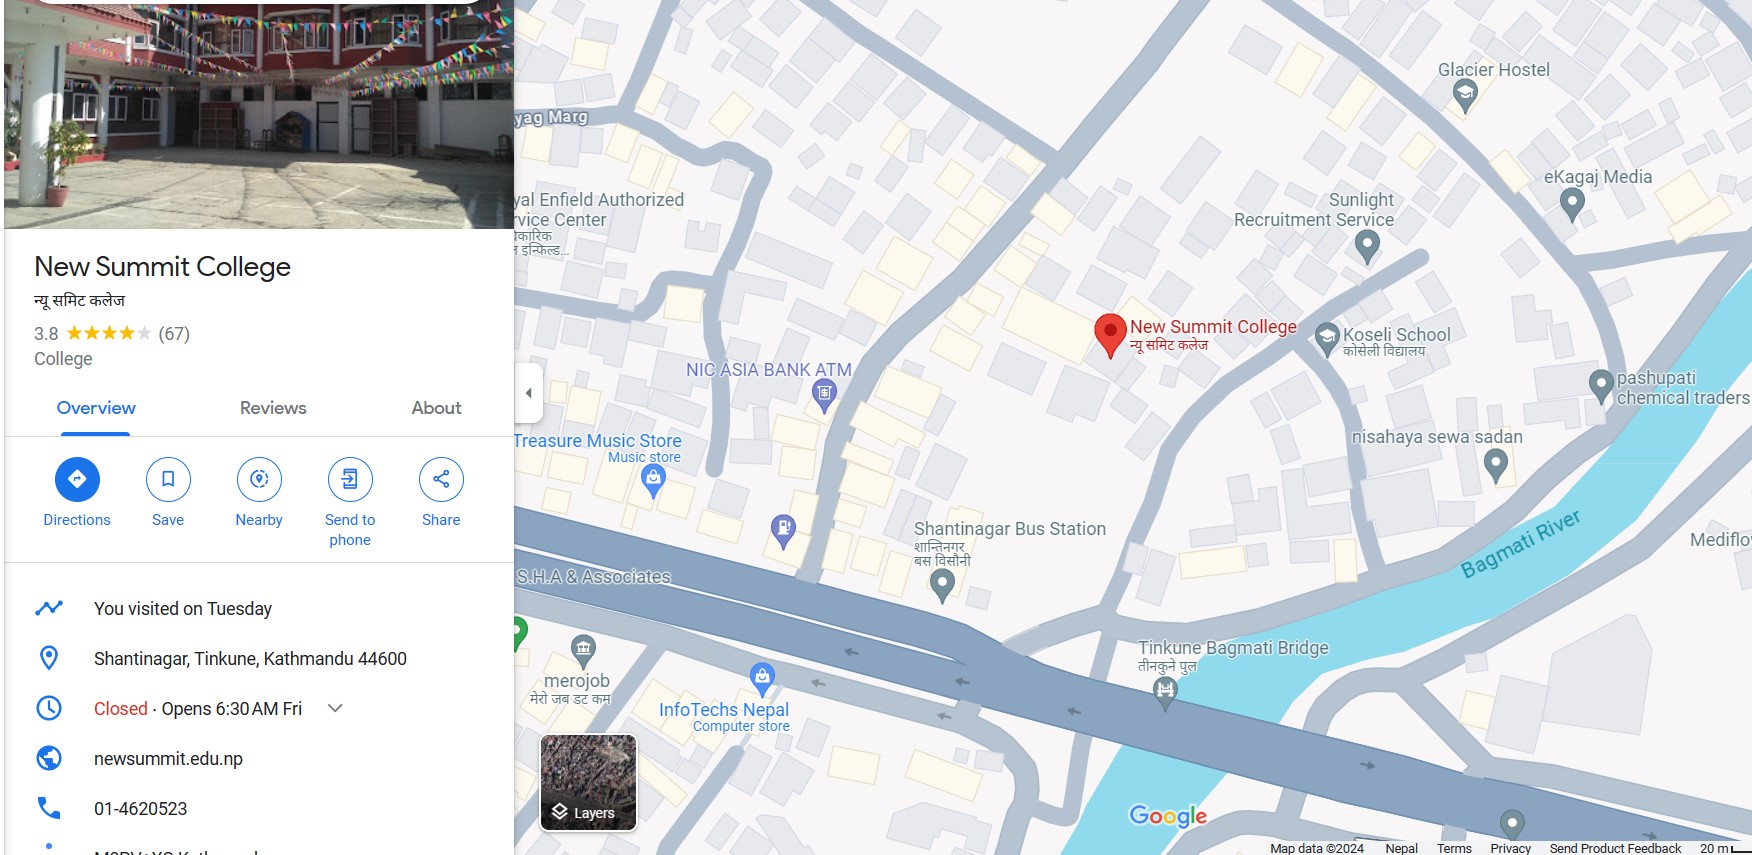 New Summit College
न्यू समिट कलेज
3.8 (67)
College
Overview
Reviews
About
Directions
Save
Nearby
Send to
phone
Share
You visited on Tuesday
Shantinagar, Tinkune, Kathmandu 44600
Closed · Opens 6:30 AM Fri
newsummit.edu.np
01-4620523
yag Marg
yal Enfield Authorized
rvice Center
Glacier Hostel
eKagaj Media
Sunlight
Recruitment Service
New Summit College
न्यू समिट कलेज
Koseli School
कोसेली विद्यालय
NIC ASIA BANK ATM
pashupati
chemical traders
Treasure Music Store
Music store
nisahaya sewa sadan
Shantinagar Bus Station
शान्तिनगर
बस विसौनी
Bagmati River
Mediflo
S.H.A & Associates
Tinkune Bagmati Bridge
तीनकुने पुल
merojob
मेरो जब डट कम
InfoTechs Nepal
Computer store
Layers
Google
Map data ©2024 Nepal Terms Privacy Send Product Feedback 20 m